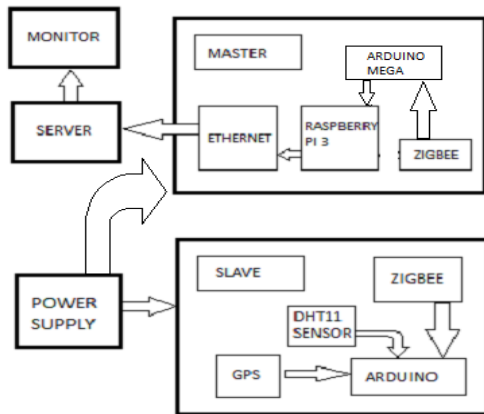 MONITOR
MASTER
ARDUINO
MEGA
SERVER
ETHERNET
RASPBERRY
PI 3
ZIGBEE
SLAVE
ZIGBEE
POWER
SUPPLY
DHT11
SENSOR
GPS
ARDUINO